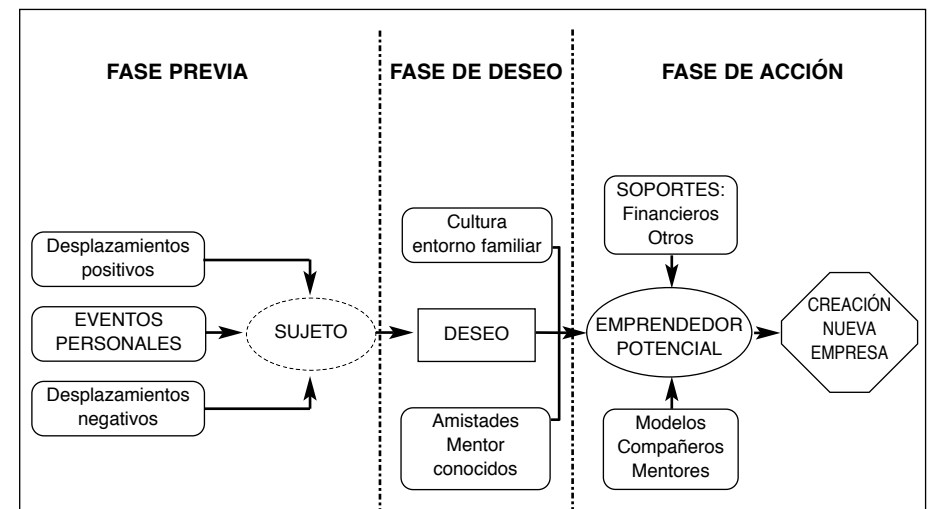 FASE PREVIA
FASE DE DESEO
FASE DE ACCIÓN
Desplazamientos
positivos
EVENTOS
PERSONALES
Desplazamientos
negativos
SUJETO
Cultura
entorno familiar
DESEO
Amistades
Mentor
conocidos
SOPORTES:
Financieros
Otros
EMPRENDEDOR
POTENCIAL
Modelos
Compañeros
Mentores
CREACIÓN
NUEVA
EMPRESA